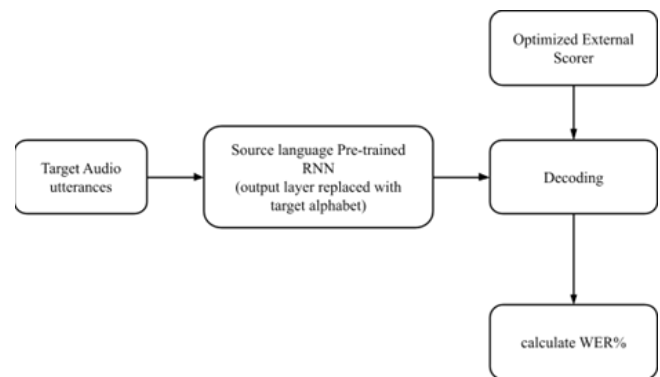 Optimized External
Scorer
Target Audio
utterances
Source language Pre-trained
RNN
(output layer replaced with
target alphabet)
Decoding
calculate WER%